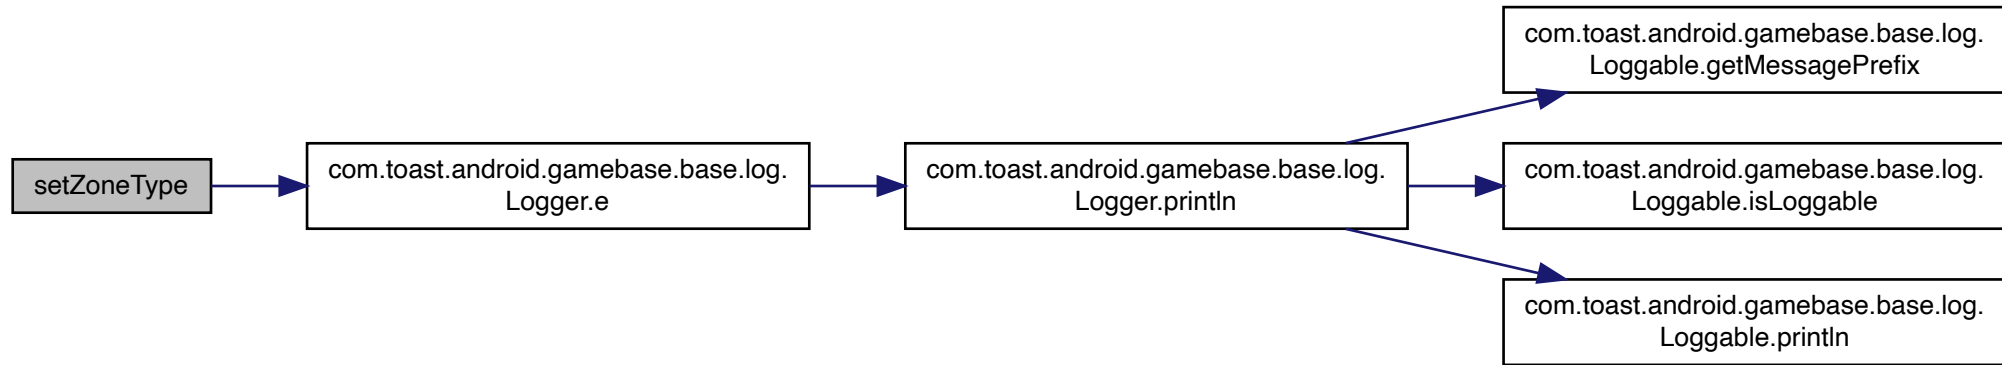 setZoneType
com.toast.android.gamebase.base.log.
Logger.e
com.toast.android.gamebase.base.log.
Logger.println
com.toast.android.gamebase.base.log.
Loggable.getMessagePrefix
com.toast.android.gamebase.base.log.
Loggable.isLoggable
com.toast.android.gamebase.base.log.
Loggable.println